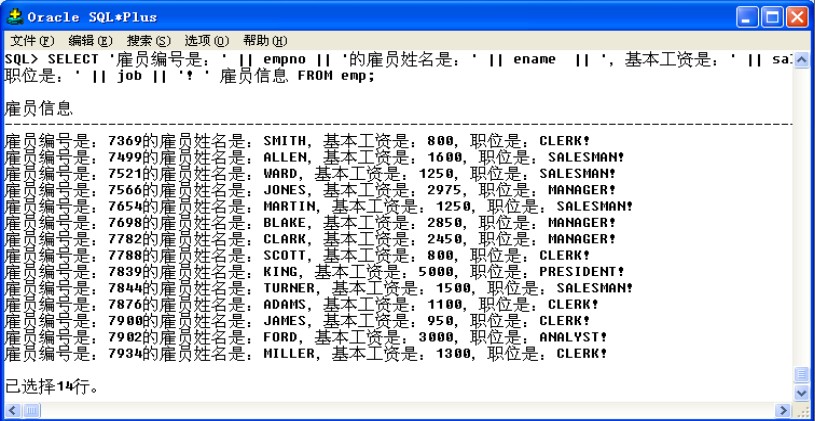 Oracle SQL*Plus
文件(F) 编辑(E) 搜索(S) 选项(O) 帮助(H)
SQL> SELECT '雇员编号是：' || empno || '的雇员姓名是：' || ename  || '，基本工资是：' || sal
职位是：' || job || '！' 雇员信息 FROM emp;
雇员信息
--------------------------------------------------------------------------------
雇员编号是：7369的雇员姓名是：SMITH，基本工资是：800，职位是：CLERK！
雇员编号是：7499的雇员姓名是：ALLEN，基本工资是：1600，职位是：SALESMAN！
雇员编号是：7521的雇员姓名是：WARD，基本工资是：1250，职位是：SALESMAN！
雇员编号是：7566的雇员姓名是：JONES，基本工资是：2975，职位是：MANAGER！
雇员编号是：7654的雇员姓名是：MARTIN，基本工资是：1250，职位是：SALESMAN！
雇员编号是：7698的雇员姓名是：BLAKE，基本工资是：2850，职位是：MANAGER！
雇员编号是：7782的雇员姓名是：CLARK，基本工资是：2450，职位是：MANAGER！
雇员编号是：7788的雇员姓名是：SCOTT，基本工资是：800，职位是：CLERK！
雇员编号是：7839的雇员姓名是：KING，基本工资是：5000，职位是：PRESIDENT！
雇员编号是：7844的雇员姓名是：TURNER，基本工资是：1500，职位是：SALESMAN！
雇员编号是：7876的雇员姓名是：ADAMS，基本工资是：1100，职位是：CLERK！
雇员编号是：7900的雇员姓名是：JAMES，基本工资是：950，职位是：CLERK！
雇员编号是：7902的雇员姓名是：FORD，基本工资是：3000，职位是：ANALYST！
雇员编号是：7934的雇员姓名是：MILLER，基本工资是：1300，职位是：CLERK！
已选择14行。